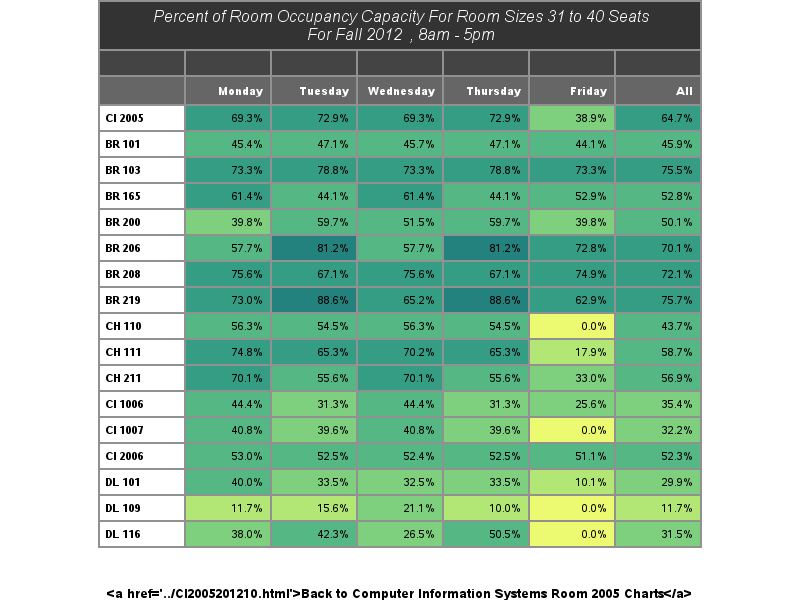 Percent of Room Occupancy Capacity For Room Sizes 31 to 40 Seats
For Fall 2012 , 8am - 5pm
Monday Tuesday Wednesday Thursday Friday All
CI 2005 69.3% 72.9% 69.3% 72.9% 38.9% 64.7%
BR 101 45.4% 47.1% 45.7% 47.1% 44.1% 45.9%
BR 103 73.3% 78.8% 73.3% 78.8% 73.3% 75.5%
BR 165 61.4% 44.1% 61.4% 44.1% 52.9% 52.8%
BR 200 39.8% 59.7% 51.5% 59.7% 39.8% 50.1%
BR 206 57.7% 81.2% 57.7% 81.2% 72.8% 70.1%
BR 208 75.6% 67.1% 75.6% 67.1% 74.9% 72.1%
BR 219 73.0% 88.6% 65.2% 88.6% 62.9% 75.7%
CH 110 56.3% 54.5% 56.3% 54.5% 0.0% 43.7%
CH 111 74.8% 65.3% 70.2% 65.3% 17.9% 58.7%
CH 211 70.1% 55.6% 70.1% 55.6% 33.0% 56.9%
CI 1006 44.4% 31.3% 44.4% 31.3% 25.6% 35.4%
CI 1007 40.8% 39.6% 40.8% 39.6% 0.0% 32.2%
CI 2006 53.0% 52.5% 52.4% 52.5% 51.1% 52.3%
DL 101 40.0% 33.5% 32.5% 33.5% 10.1% 29.9%
DL 109 11.7% 15.6% 21.1% 10.0% 0.0% 11.7%
DL 116 38.0% 42.3% 26.5% 50.5% 0.0% 31.5%
<a href='../CI2005201210.html'>Back to Computer Information Systems Room 2005 Charts</a>